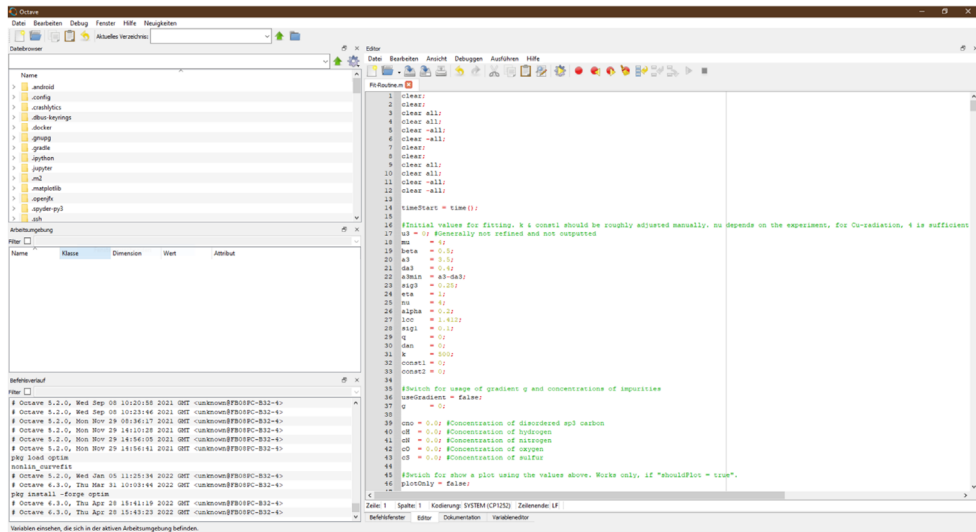 Octave
Datei Bearbeiten Debug Fenster Hilfe Neuigkeiten
Aktuelles Verzeichnis:
Dateibrowser
Name
.android
.config
.crashlytics
.dbus-keyrings
.docker
.gnupg
.gradle
.ipython
.jupyter
.m2
.matplotlib
.openjfx
.spyder-py3
.ssh
Arbeitsumgebung
Filter
Name Klasse Dimension Wert Attribut
Befehlsverlauf
Filter
# Octave 5.2.0, Wed Sep 08 10:20:58 2021 GMT <unknown@FB08PC-B32-4>
# Octave 5.2.0, Wed Sep 08 10:23:46 2021 GMT <unknown@FB08PC-B32-4>
# Octave 5.2.0, Mon Nov 29 08:36:17 2021 GMT <unknown@FB08PC-B32-4>
# Octave 5.2.0, Mon Nov 29 14:10:28 2021 GMT <unknown@FB08PC-B32-4>
# Octave 5.2.0, Mon Nov 29 14:56:05 2021 GMT <unknown@FB08PC-B32-4>
# Octave 5.2.0, Mon Nov 29 14:56:41 2021 GMT <unknown@FB08PC-B32-4>
pkg load optim
nonlin_curvefit
# Octave 5.2.0, Wed Jan 05 11:25:34 2022 GMT <unknown@FB08PC-B32-4>
# Octave 6.3.0, Thu Mar 31 10:03:44 2022 GMT <unknown@FB08PC-B32-4>
pkg install -forge optim
# Octave 6.3.0, Thu Apr 28 15:41:19 2022 GMT <unknown@FB08PC-B32-4>
# Octave 6.3.0, Thu Apr 28 15:43:23 2022 GMT <unknown@FB08PC-B32-4>
Variablen einsehen, die sich in der aktiven Arbeitsumgebung befinden.
Editor
Datei Bearbeiten Ansicht Debuggen Ausführen Hilfe
Fit-Routine.m
1 clear;
2 clear;
3 clear all;
4 clear all;
5 clear -all;
6 clear -all;
7 clear;
8 clear;
9 clear all;
10 clear all;
11 clear -all;
12 clear -all;
13
14 timeStart = time();
15
16 #Initial values for fitting. k & const1 should be roughly adjusted manually. nu depends on the experiment, for Cu-radiation, 4 is sufficient
17 u3 = 0; #Generally not refined and not outputted
18 mu = 4;
19 beta = 0.5;
20 a3 = 3.5;
21 da3 = 0.4;
22 a3min = a3-da3;
23 sig3 = 0.25;
24 eta = 1;
25 nu = 4;
26 alpha = 0.2;
27 lcc = 1.412;
28 sig1 = 0.1;
29 q = 0;
30 dan = 0;
31 k = 500;
32 const1 = 0;
33 const2 = 0;
34
35 #Switch for usage of gradient g and concentrations of impurities
36 useGradient = false;
37 g = 0;
38
39 cno = 0.0; #Concentration of disordered sp3 carbon
40 cH = 0.0; #Concentration of hydrogen
41 cN = 0.0; #Concentration of nitrogen
42 cO = 0.0; #Concentration of oxygen
43 cS = 0.0; #Concentration of sulfur
44
45 #Swtich for show a plot using the values above. Works only, if "shouldPlot = true".
46 plotOnly = false;
Zeile: 1 Spalte: 1 Kodierung: SYSTEM (CP1252) Zeilenende: LF
Befehlsfenster Editor Dokumentation Variableneditor